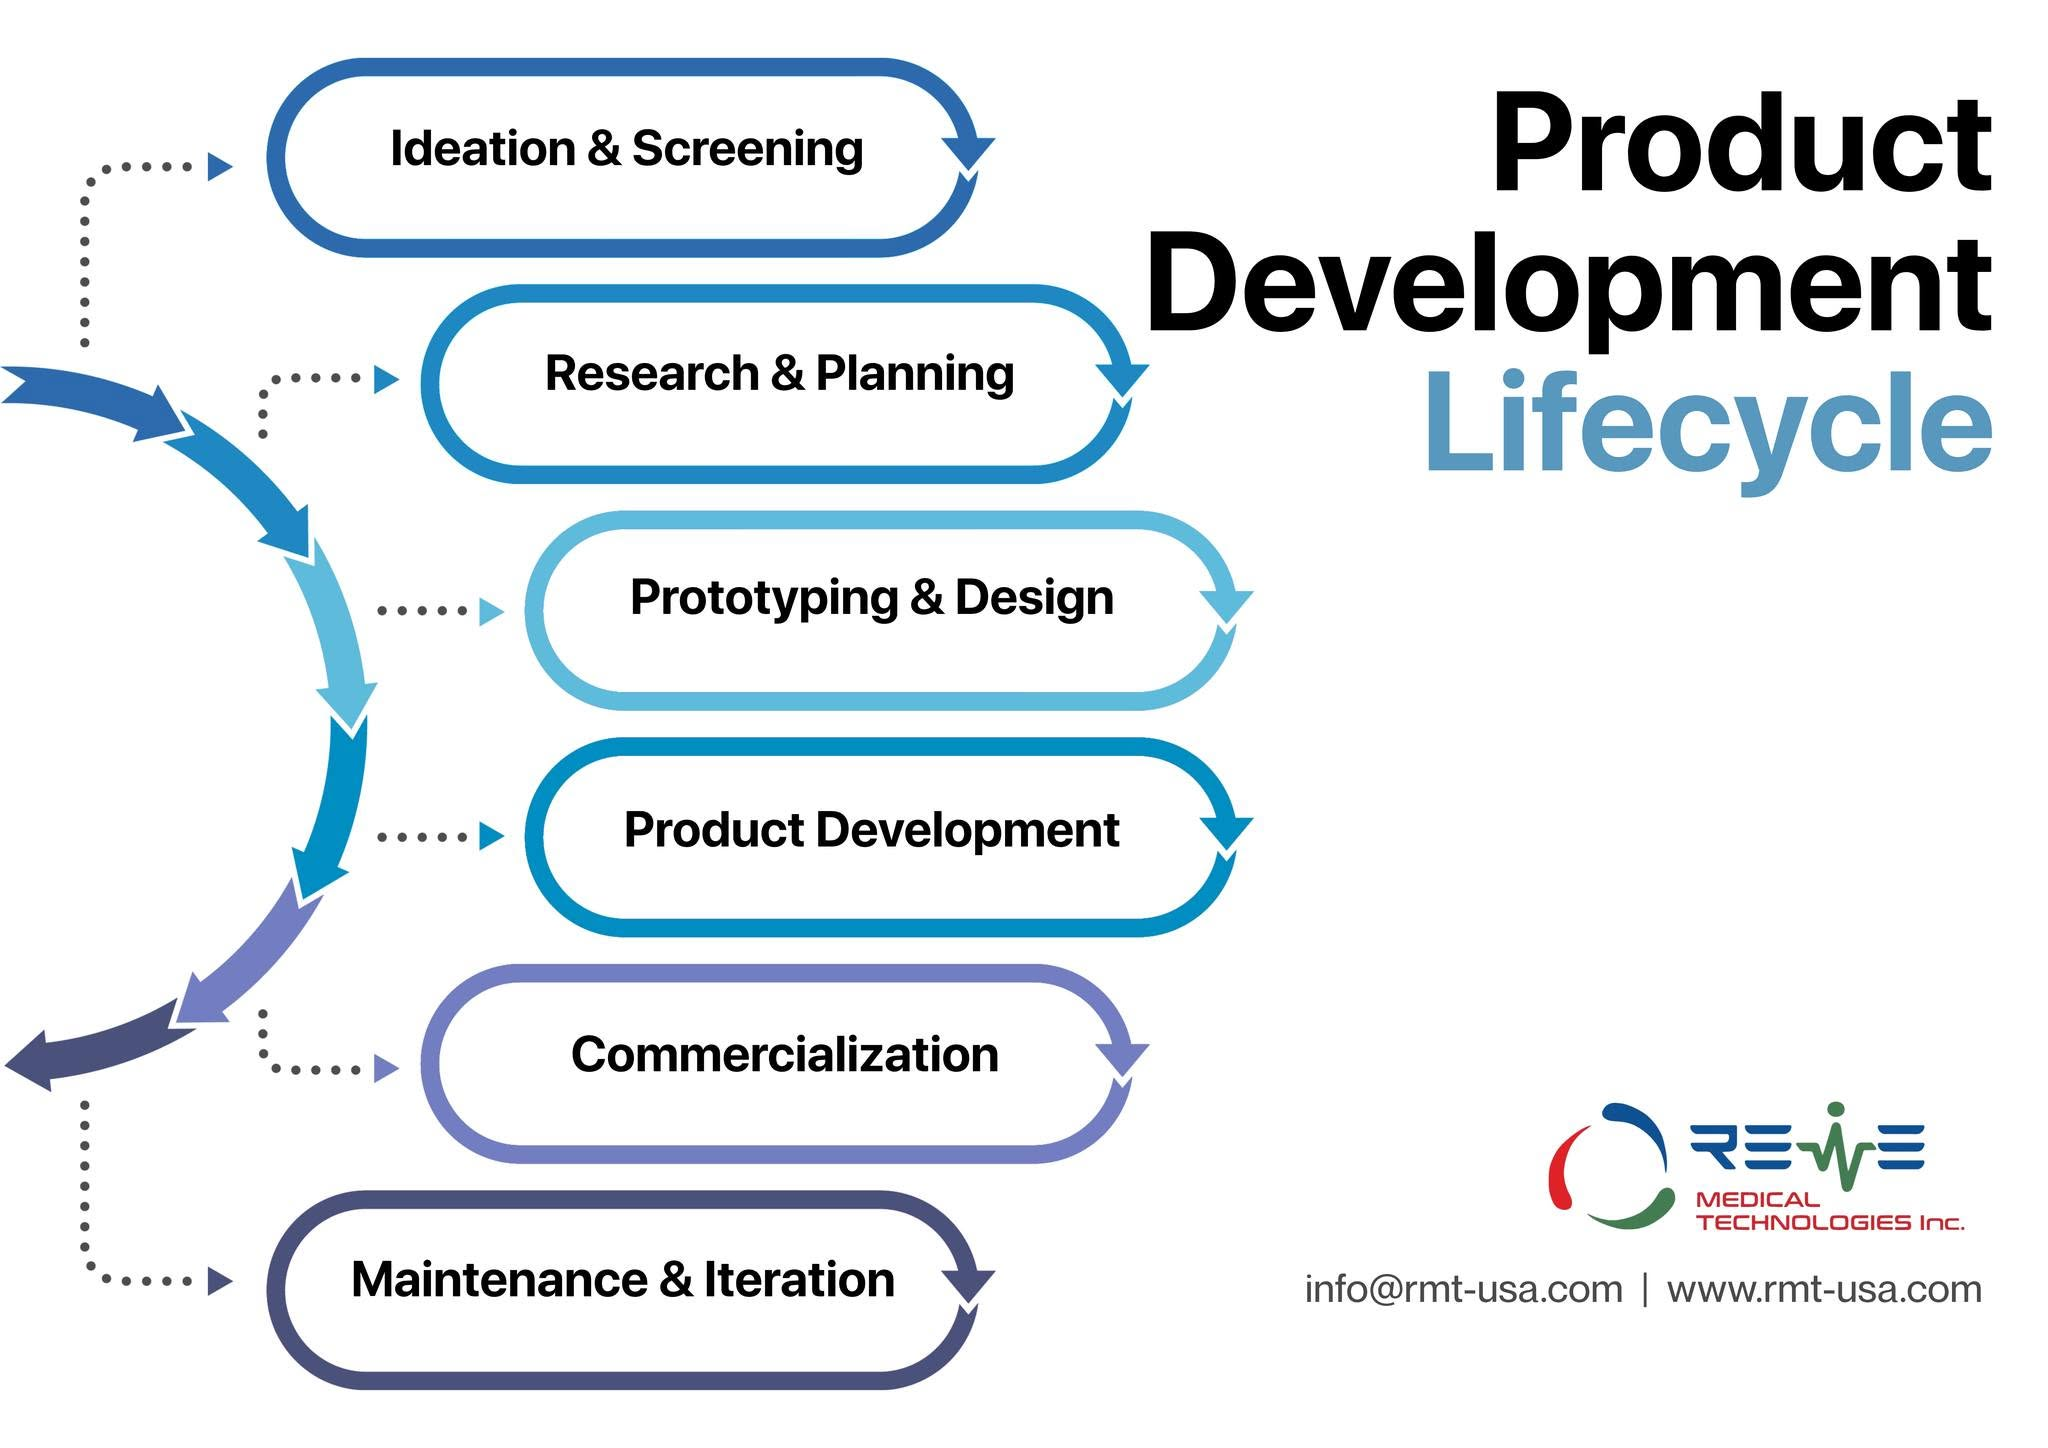 Product
Development
Lifecycle
Ideation & Screening
Research & Planning
Prototyping & Design
Product Development
Commercialization
Maintenance & Iteration
REViVE
MEDICAL
TECHNOLOGIES Inc.
info@rmt-usa.com | www.rmt-usa.com